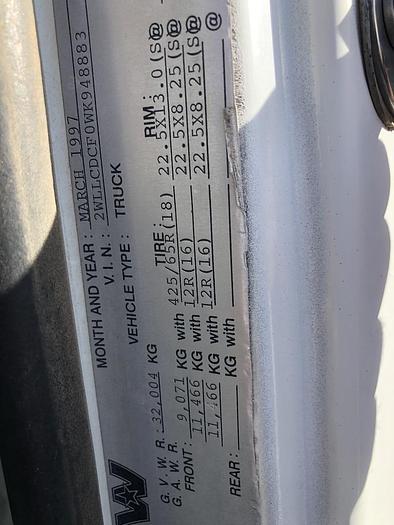 MONTH AND YEAR: MARCH 1997
V.I.N.: 2WLLCDCF0WK948883
VEHICLE TYPE: TRUCK
G.V.W.R. 32,004 KG TIRE: RIM:
G.A.W.R.
FRONT: 9,071 KG with 425/65R(18) 22.5X13.0(S@
11,466 KG with 12R(16) 22.5X8.25(S@
11,466 KG with 12R(16) 22.5X8.25(S@
REAR: KG with @